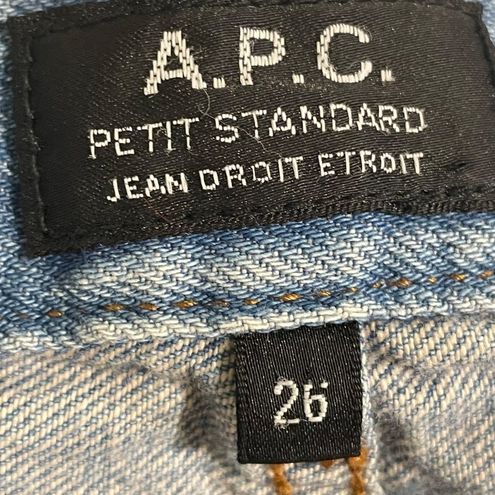 A.P.C.
PETIT STANDARD
JEAN DROIT ETROIT
26